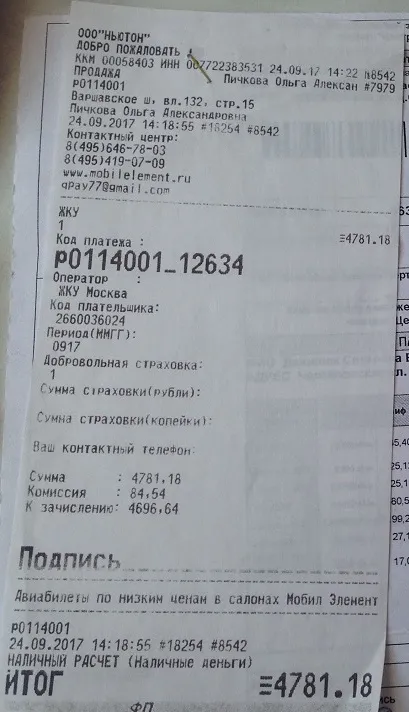 ООО"НЬЮТОН"
ДОБРО ПОЖАЛОВАТЬ !
ККМ 00058403 ИНН 007722383531 24.09.17 14:22 №8542
ПРОДАЖА Пичкова Ольга Алексан #7979
р0114001
Варшавское ш, вл.132, стр.15
Пичкова Ольга Александровна
24.09.2017 14:18:55 #18254 #8542
Контактный центр:
8(495)646-78-03
8(495)419-07-09
www.mobilelement.ru
qPay77@gmail.com
ЖКУ
1 ≡4781.18
Код платежа :
р0114001_12634
Оператор :
ЖКУ Москва
Код плательщика:
2660036024
Период(ММГГ):
0917
Добровольная страховка:
1
Сумма страховки(рубли):
Сумма страховки(копейки):
Ваш контактный телефон:
Сумма : 4781,18
Комиссия : 84,54
К зачислению: 4696,64
Подпись
Авиабилеты по низким ценам в салонах Мобил Элемент
р0114001
24.09.2017 14:18:55 #18254 #8542
НАЛИЧНЫЙ РАСЧЕТ (Наличные деньги)
ИТОГ ≡4781.18
ФП